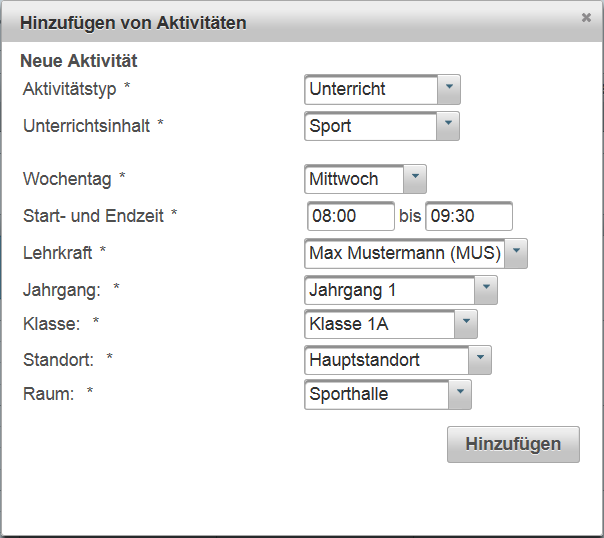 Hinzufügen von Aktivitäten
Neue Aktivität
Aktivitätstyp * Unterricht
Unterrichtsinhalt * Sport
Wochentag * Mittwoch
Start- und Endzeit * 08:00 bis 09:30
Lehrkraft * Max Mustermann (MUS)
Jahrgang: * Jahrgang 1
Klasse: * Klasse 1A
Standort: * Hauptstandort
Raum: * Sporthalle
Hinzufügen